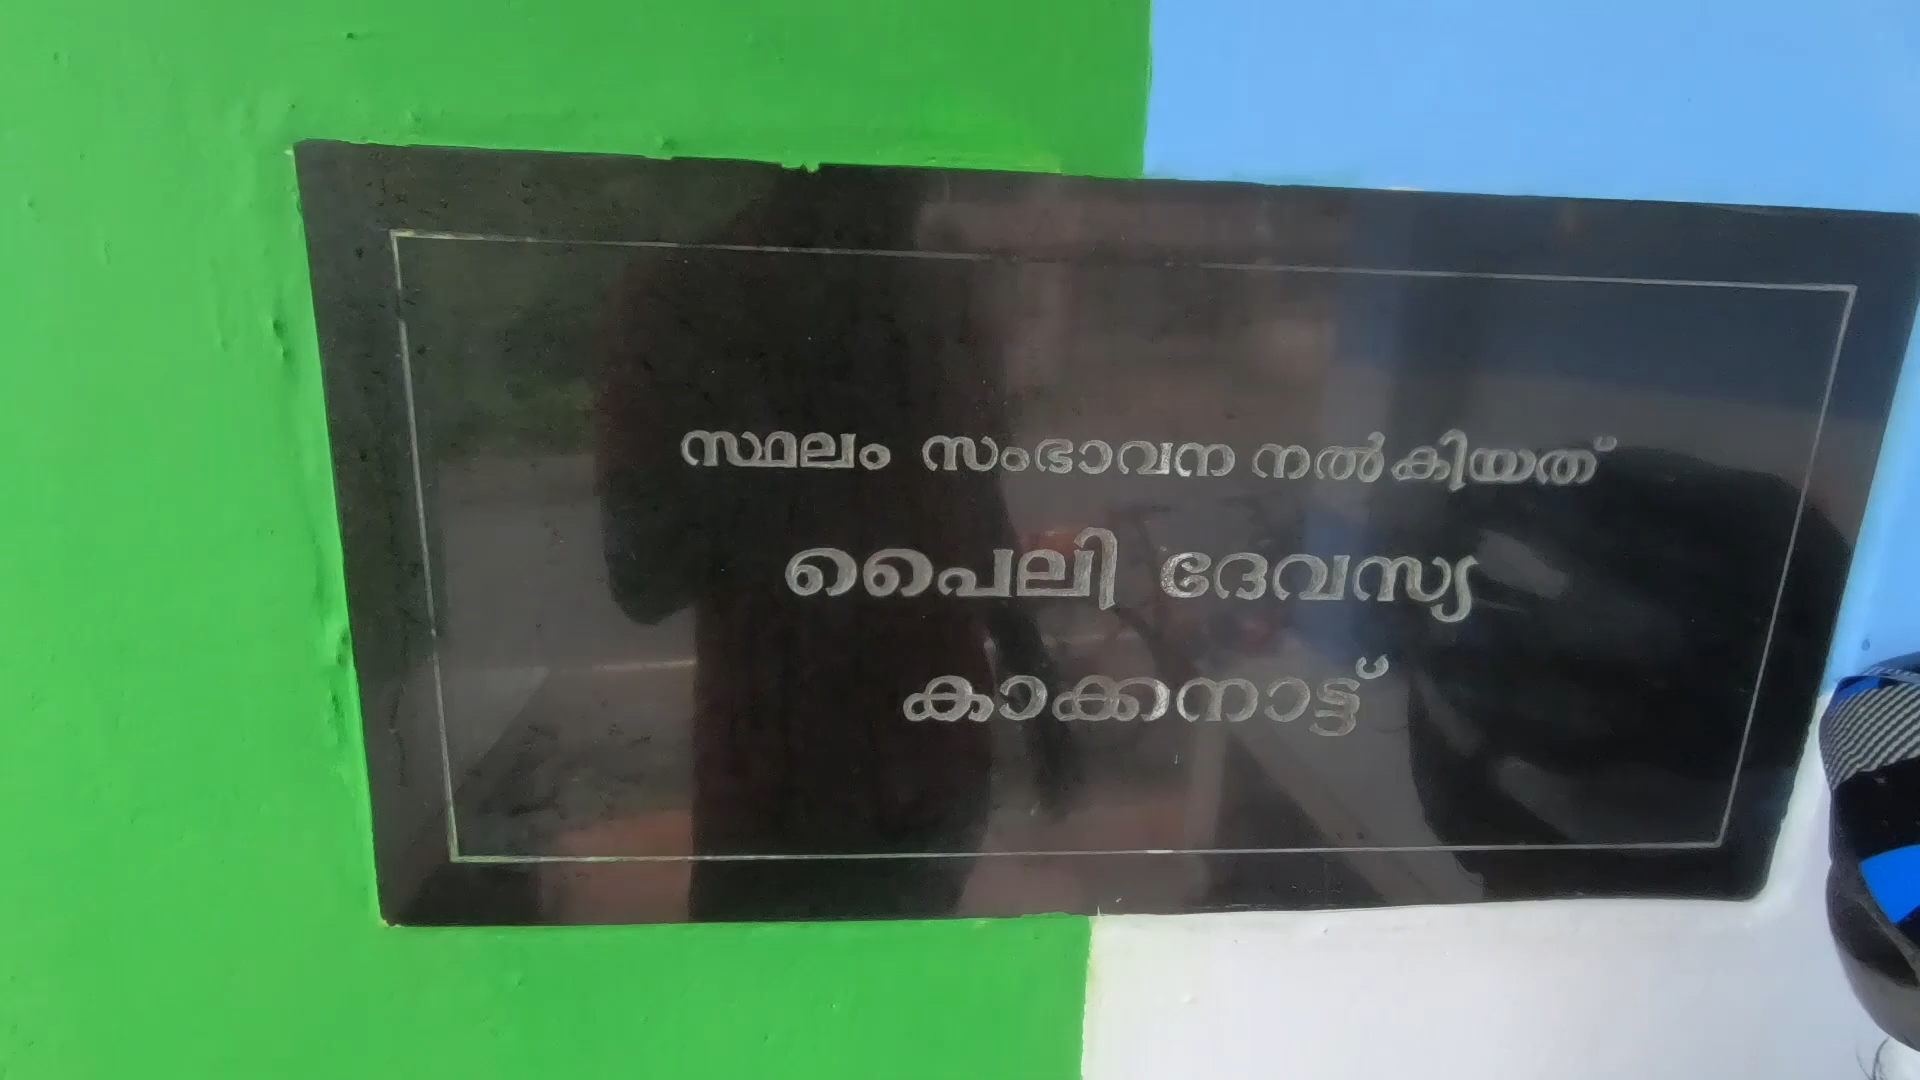 സ്ഥലം സംഭാവന നൽകിയത്
പൈലി ദേവസ്യ
കാക്കനാട്ട്